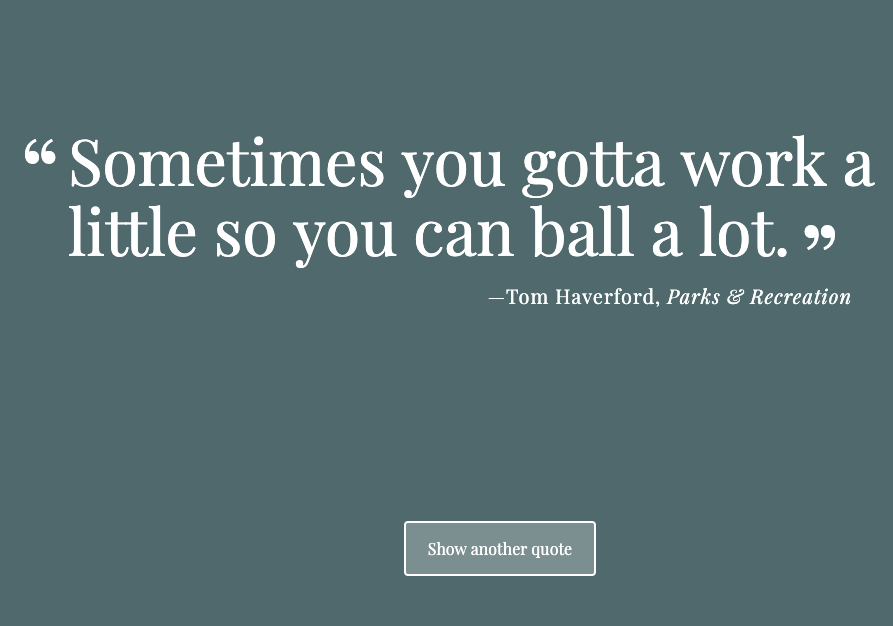 “Sometimes you gotta work a
little so you can ball a lot.”
—Tom Haverford, Parks & Recreation
Show another quote